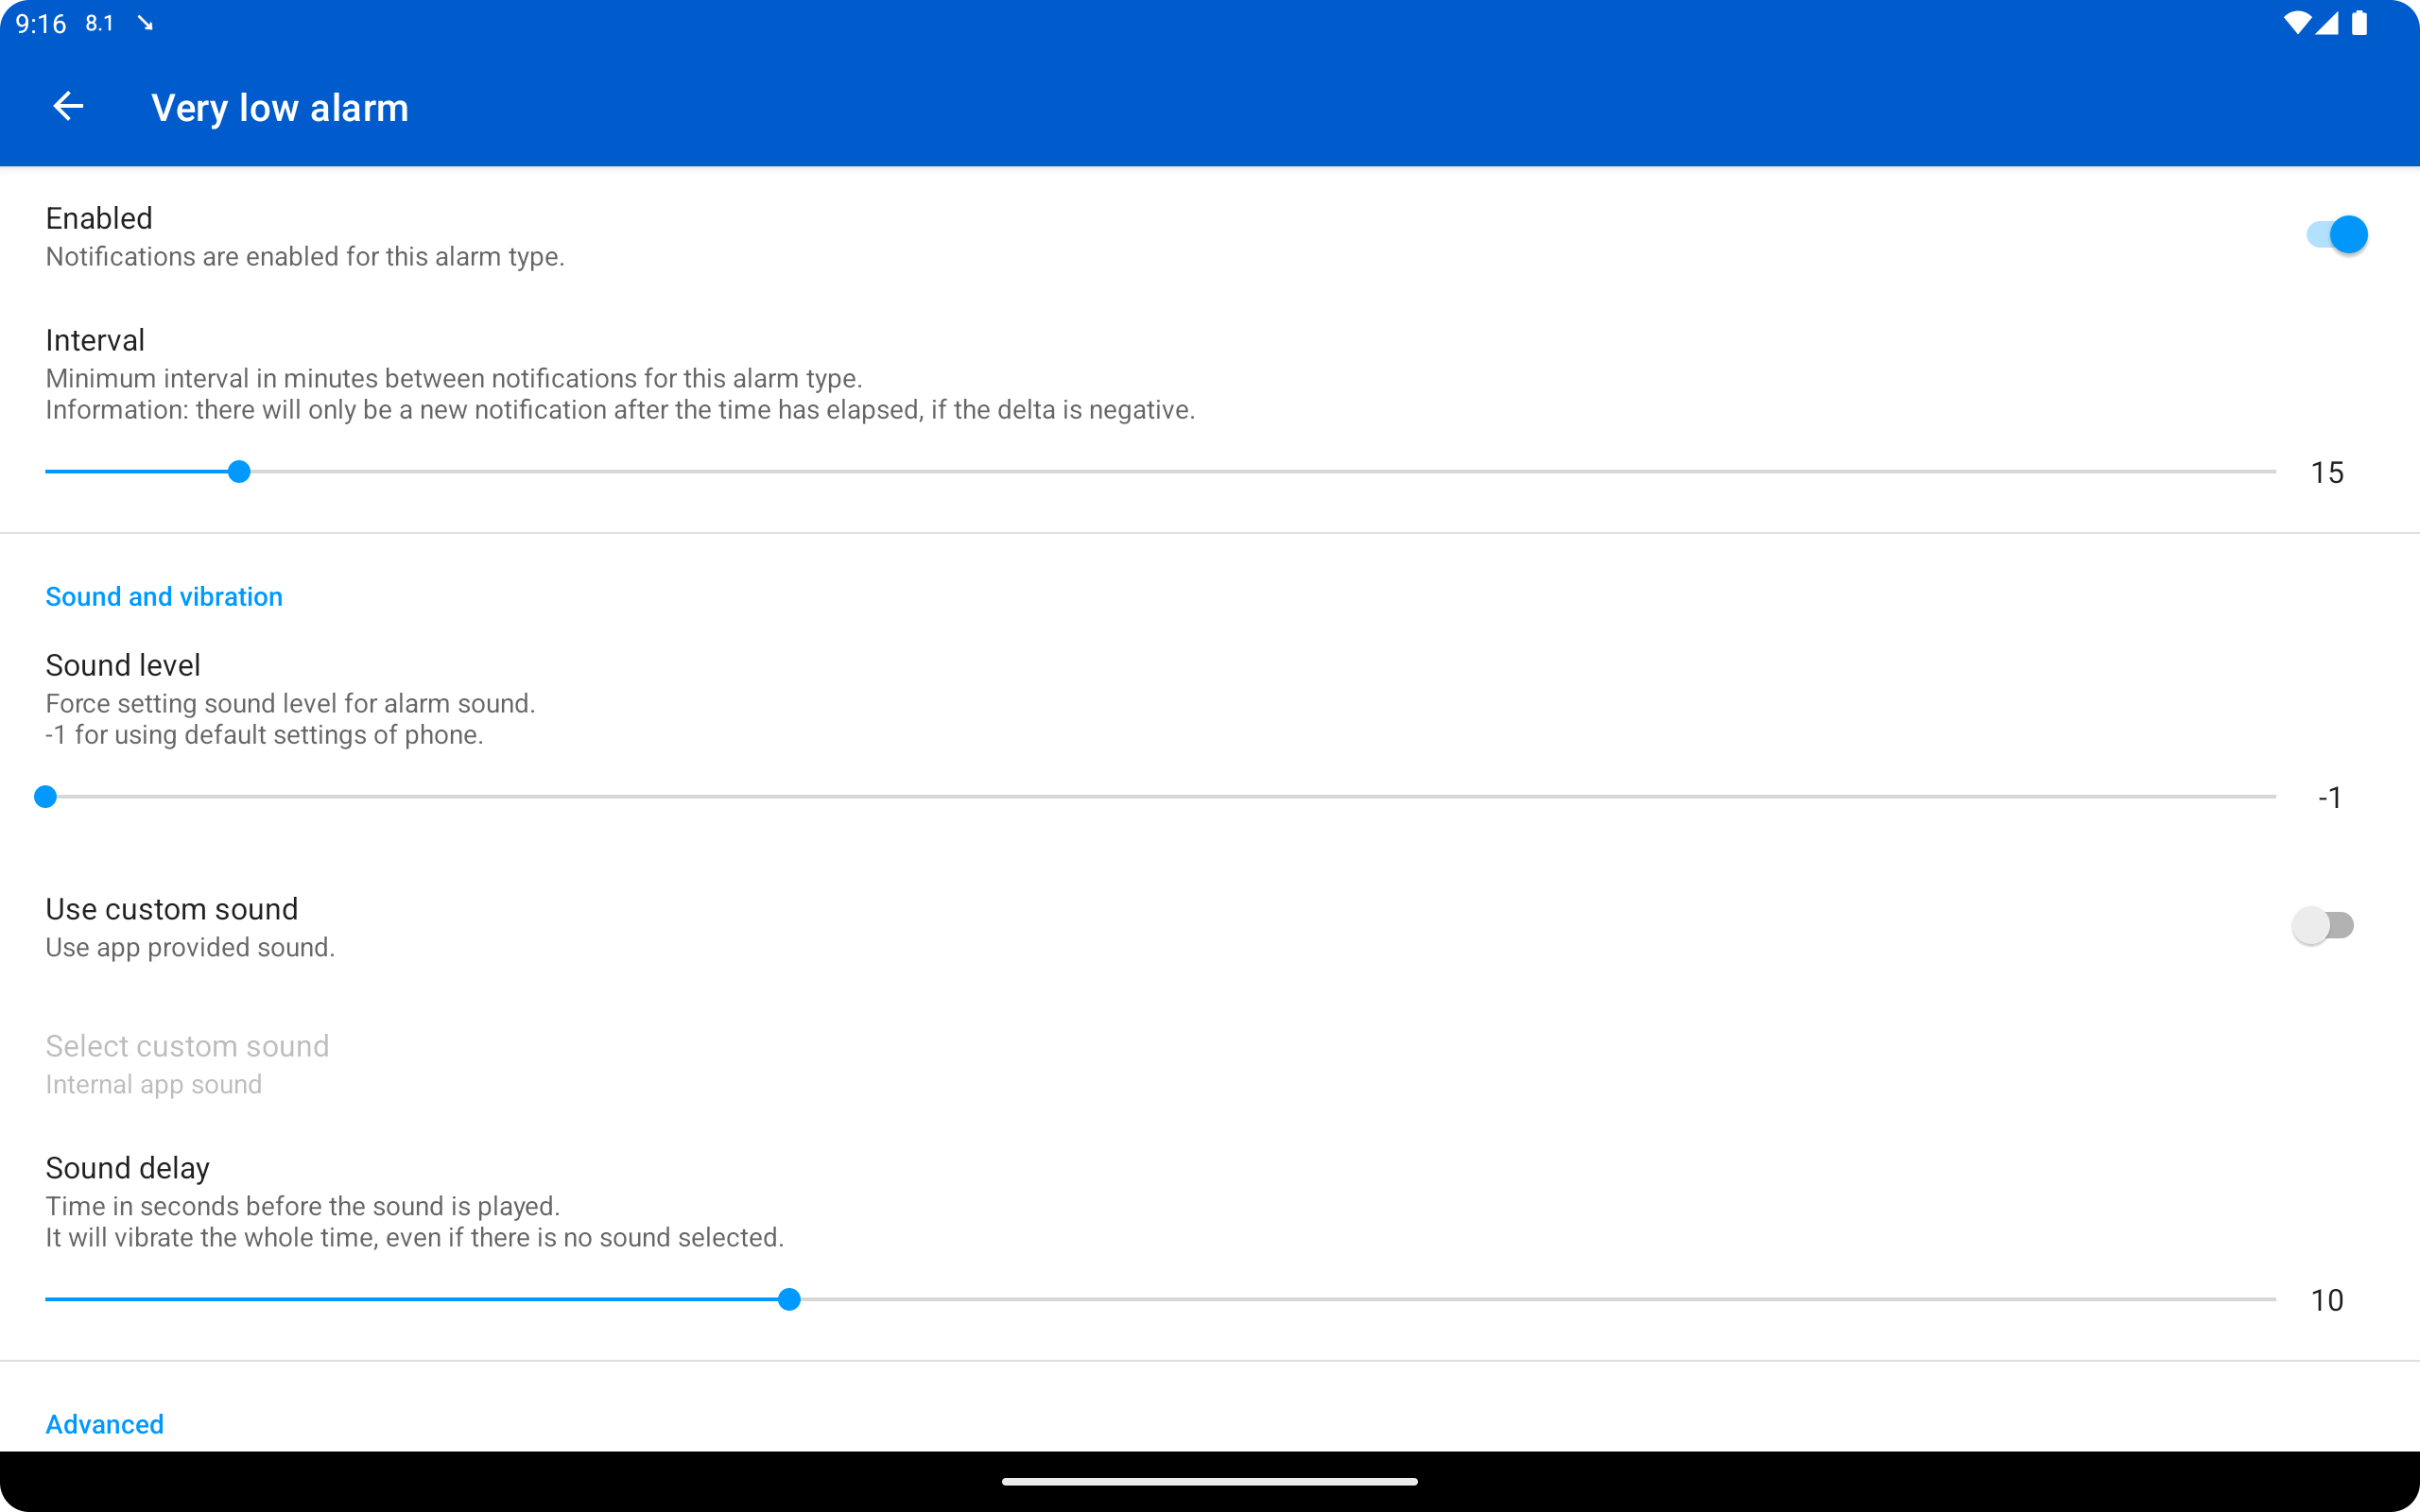 9:16 8.1
Very low alarm
Enabled
Notifications are enabled for this alarm type.
Interval
Minimum interval in minutes between notifications for this alarm type.
Information: there will only be a new notification after the time has elapsed, if the delta is negative.
15
Sound and vibration
Sound level
Force setting sound level for alarm sound.
-1 for using default settings of phone.
-1
Use custom sound
Use app provided sound.
Select custom sound
Internal app sound
Sound delay
Time in seconds before the sound is played.
It will vibrate the whole time, even if there is no sound selected.
10
Advanced